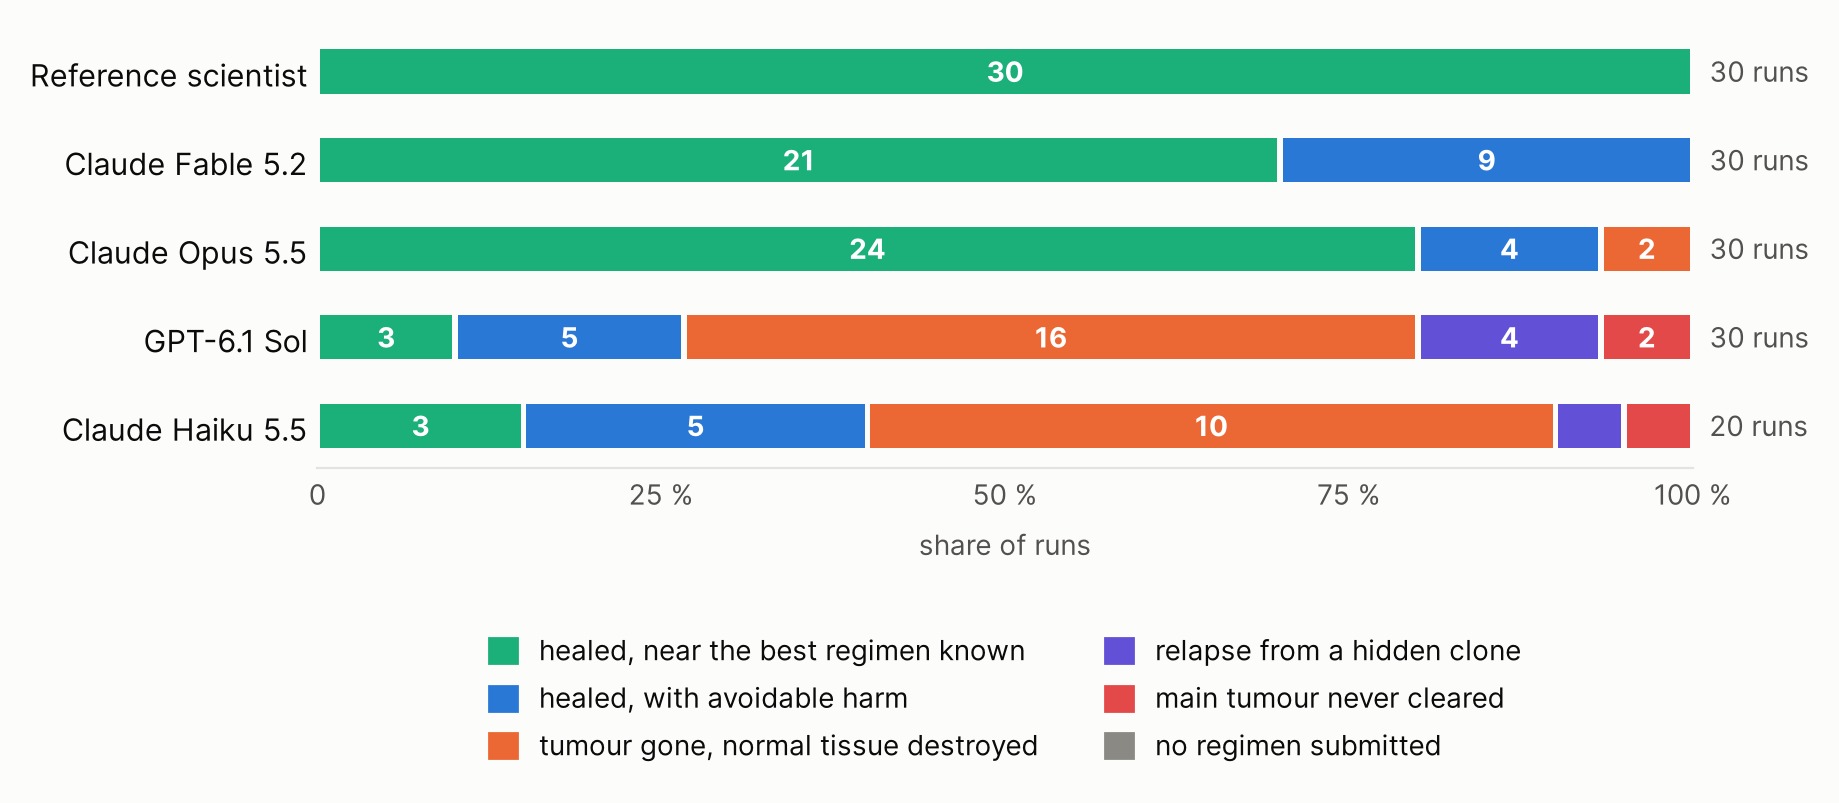 Reference scientist 30 30 runs
Claude Fable 5.2 21 9 30 runs
Claude Opus 5.5 24 4 2 30 runs
GPT-6.1 Sol 3 5 16 4 2 30 runs
Claude Haiku 5.5 3 5 10 20 runs
0 25 % 50 % 75 % 100 %
share of runs
healed, near the best regimen known
healed, with avoidable harm
tumour gone, normal tissue destroyed
relapse from a hidden clone
main tumour never cleared
no regimen submitted